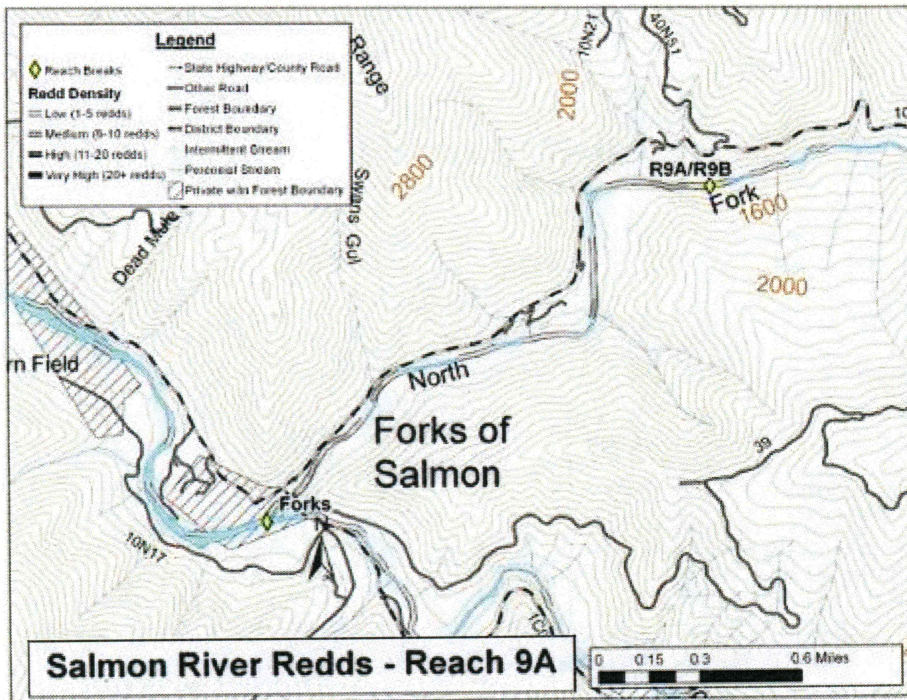 Legend
Reach Breaks
Redd Density
Low (1-5 redds)
Medium (6-10 redds)
High (11-20 redds)
Very High (20+ redds)
State Highway/County Road
Other Road
Forest Boundary
District Boundary
Intermittent Stream
Perennial Stream
Private w/in Forest Boundary
Range
10N21
40N51
2000
2800
Swans Gul
Dead Mule
R9A/R9B
10
Fork
1600
2000
rn Field
North
Forks of
Salmon
39
Forks
N
10N17
Salmon River Redds - Reach 9A
0 0.15 0.3 0.6 Miles